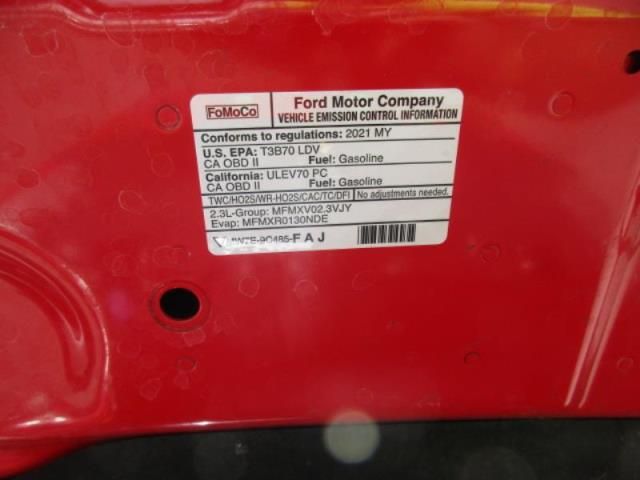 FoMoCo
Ford Motor Company
VEHICLE EMISSION CONTROL INFORMATION
Conforms to regulations: 2021 MY
U.S. EPA: T3B70 LDV
CA OBD II Fuel: Gasoline
California: ULEV70 PC
CA OBD II Fuel: Gasoline
TWC/HO2S/WR-HO2S/CAC/TC/DFI No adjustments needed.
2.3L-Group: MFMXV02.3VJY
Evap: MFMXR0130NDE
F A J